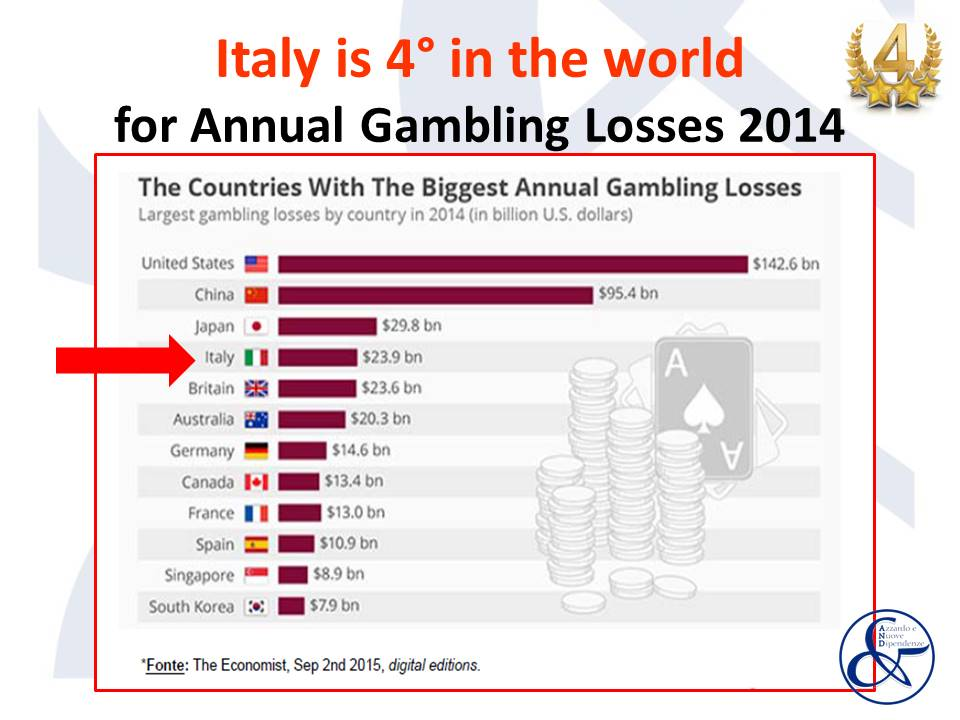 Italy is 4° in the world
4
for Annual Gambling Losses 2014
The Countries With The Biggest Annual Gambling Losses
Largest gambling losses by country in 2014 (in billion U.S. dollars)
United States $142.6 bn
China $95.4 bn
Japan $29.8 bn
Italy $23.9 bn
Britain $23.6 bn
Australia $20.3 bn
Germany $14.6 bn
Canada $13.4 bn
France $13.0 bn
Spain $10.9 bn
Singapore $8.9 bn
South Korea $7.9 bn
A
A
*Fonte: The Economist, Sep 2nd 2015, digital editions.
Azzardo e
Nuove
Dipendenze